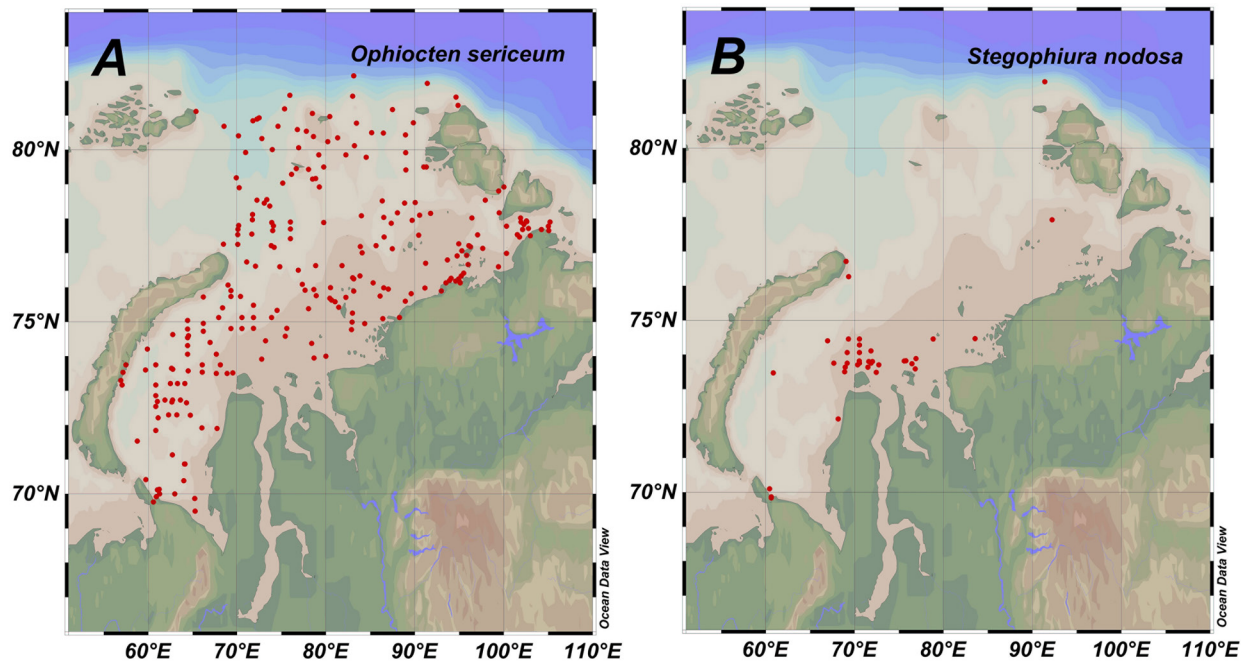 A
Ophiocten sericeum
80°N
75°N
70°N
60°E 70°E 80°E 90°E 100°E 110°E
Ocean Data View
B
Stegophiura nodosa
80°N
75°N
70°N
60°E 70°E 80°E 90°E 100°E 110°E
Ocean Data View